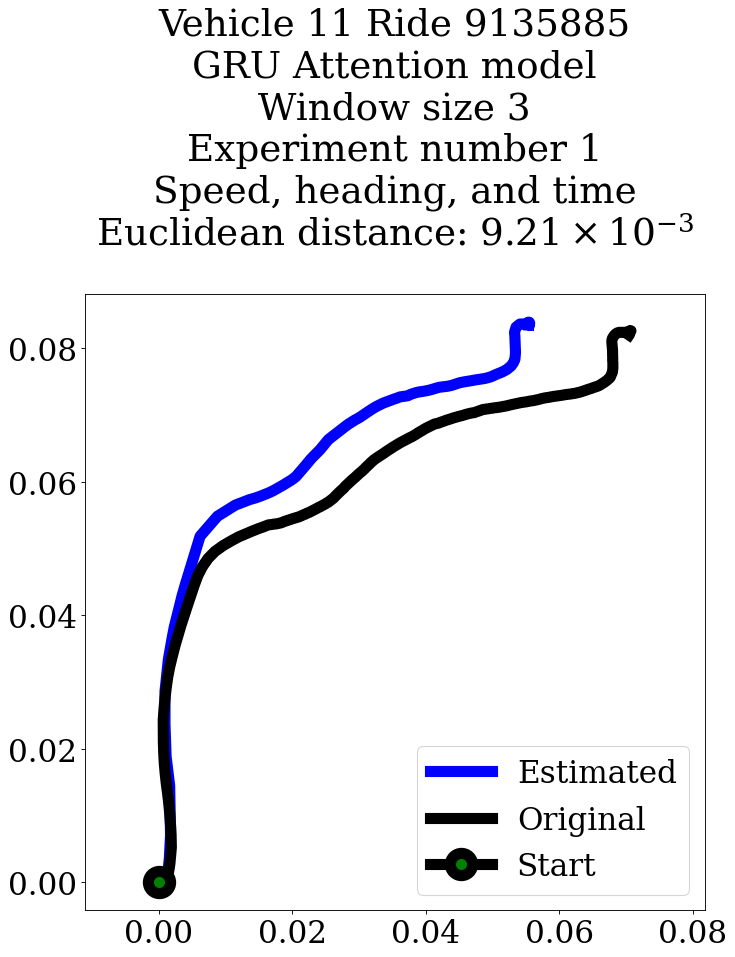 Vehicle 11 Ride 9135885
GRU Attention model
Window size 3
Experiment number 1
Speed, heading, and time
Euclidean distance: 9.21 × 10⁻³
0.08
0.06
0.04
0.02
0.00
Estimated
Original
Start
0.00 0.02 0.04 0.06 0.08